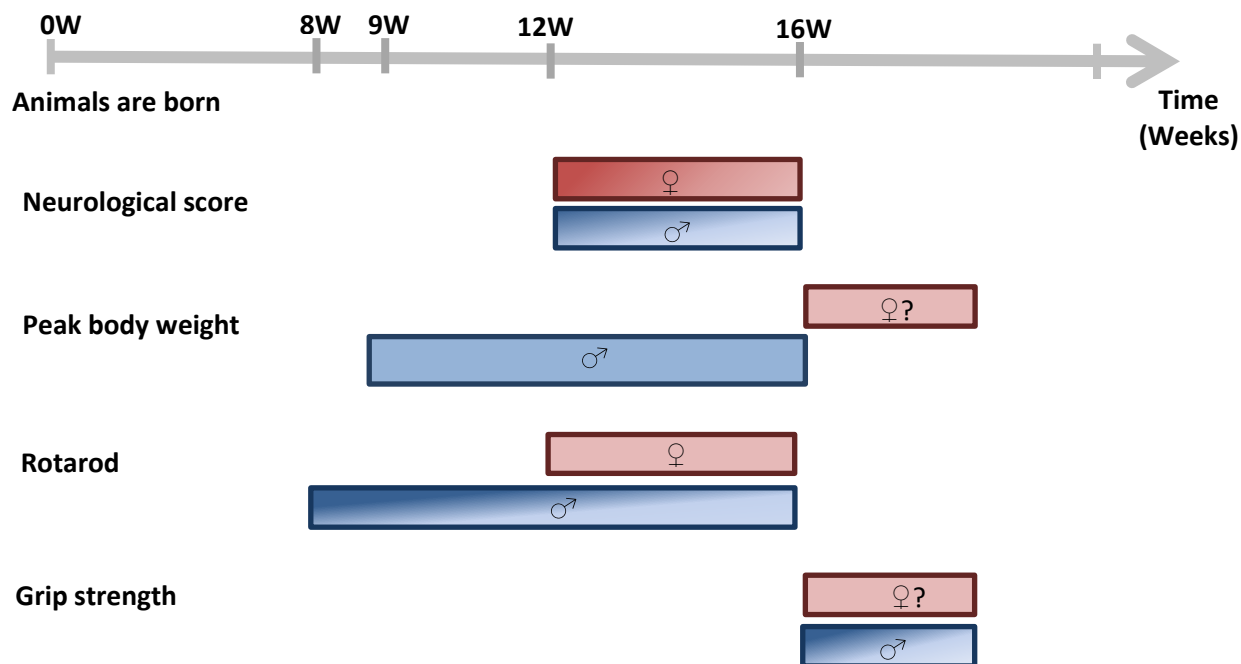 0W 8W 9W 12W 16W
Animals are born
Time
(Weeks)
Neurological score
♀
♂
Peak body weight
♀?
♂
Rotarod
♀
♂
Grip strength
♀?
♂